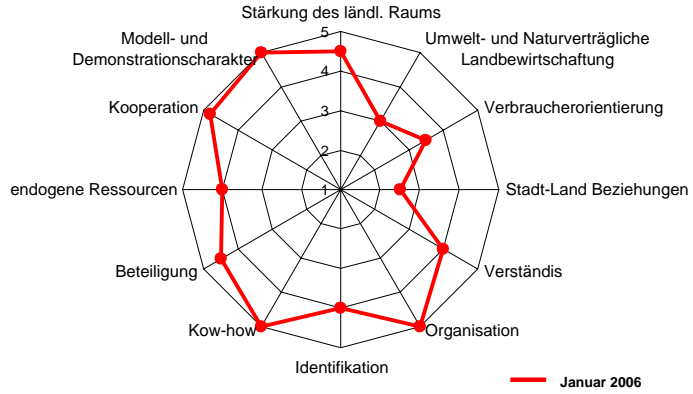 Stärkung des ländl. Raums
5
Modell- und
Demonstrationscharakter
Umwelt- und Naturverträgliche
Landbewirtschaftung
4
Kooperation
Verbraucherorientierung
3
2
endogene Ressourcen
1
Stadt-Land Beziehungen
Beteiligung
Verständis
Kow-how
Organisation
Identifikation
Januar 2006